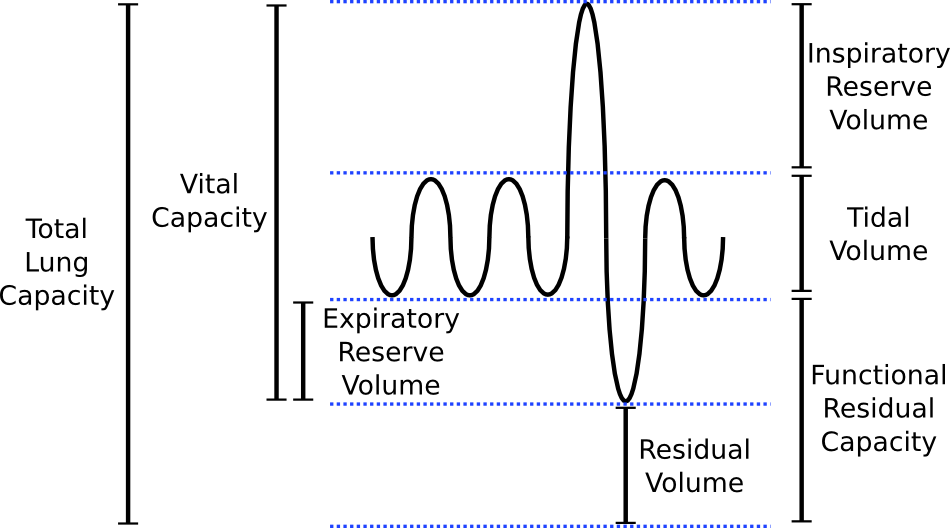 Total
Lung
Capacity
Vital
Capacity
Expiratory
Reserve
Volume
Residual
Volume
Inspiratory
Reserve
Volume
Tidal
Volume
Functional
Residual
Capacity